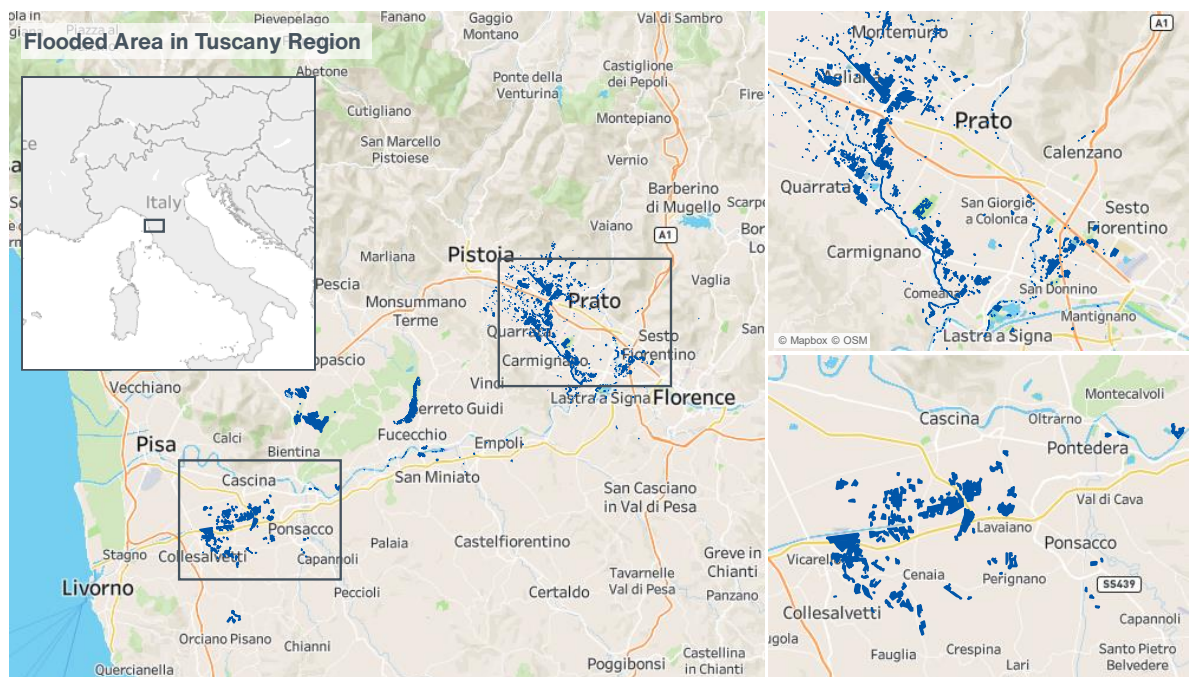 Flooded Area in Tuscany Region
Italy
Pievepelago
Fanano
Gaggio
Montano
Val di Sambro
Abetone
Ponte della
Venturina
Castiglione
dei Pepoli
Cutigliano
Montepiano
San Marcello
Pistoiese
Vernio
Barberino
di Mugello
Vaiano
A1
Pistoia
Marliana
Vaglia
Pescia
Monsummano
Terme
Prato
Quarrata
Sesto
Fiorentino
Carmignano
Vecchiano
Vinci
Lastra a Signa
Florence
Pisa
Calci
Fucecchio
Bientina
Empoli
Cascina
San Miniato
San Casciano
in Val di Pesa
Ponsacco
Stagno
Collesalvetti
Capannoli
Palaia
Castelfiorentino
Greve in
Chianti
Livorno
Peccioli
Certaldo
Tavarnelle
Val di Pesa
Panzano
Orciano Pisano
Chianni
Castellina
in Chianti
Quercianella
Poggibonsi
A1
Montemurlo
Agliana
Prato
Calenzano
Quarrata
San Giorgio
a Colonica
Sesto
Fiorentino
Carmignano
Comeana
San Donnino
Mantignano
Lastra a Signa
© Mapbox © OSM
Montecalvoli
Cascina
Oltrarno
Pontedera
Val di Cava
Lavaiano
Ponsacco
Vicarello
Cenaia
Perignano
SS439
Collesalvetti
Capannoli
Fauglia
Crespina
Lari
Santo Pietro
Belvedere